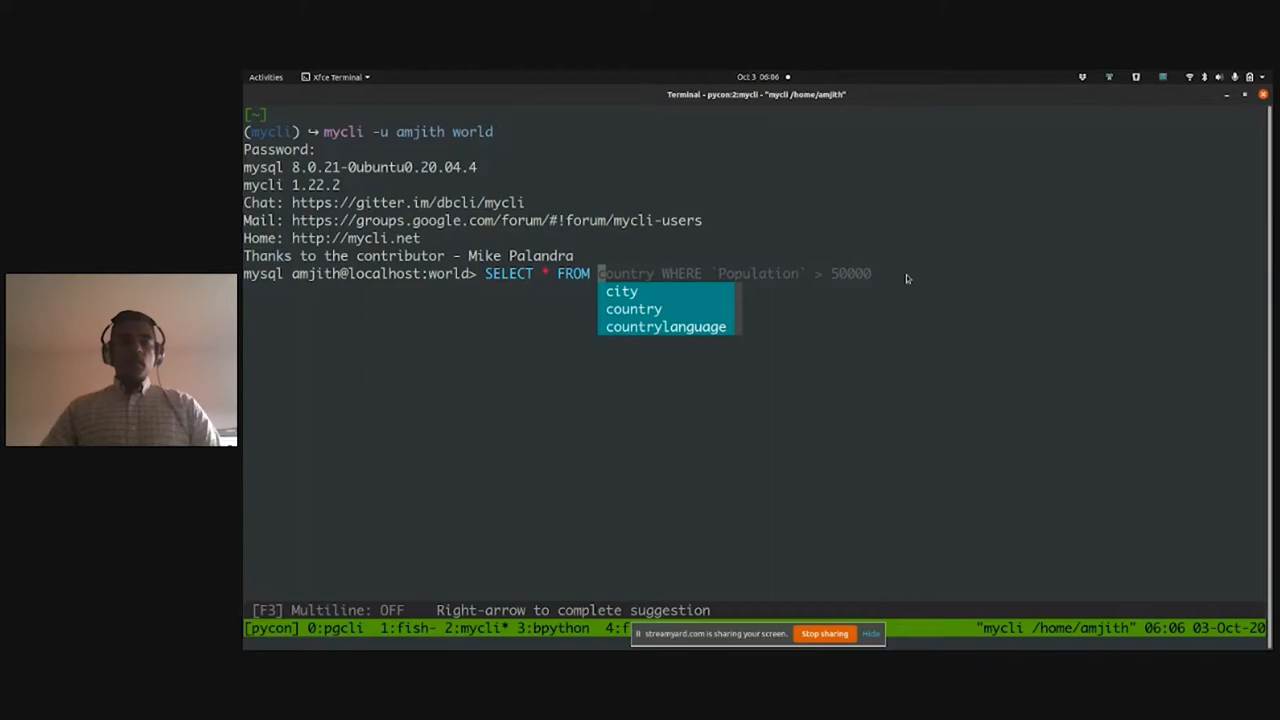 Activities Xfce Terminal Oct 3 06:06
Terminal - pycon:2:mycli - "mycli /home/amjith"
[~]
(mycli) ↪ mycli -u amjith world
Password:
mysql 8.0.21-0ubuntu0.20.04.4
mycli 1.22.2
Chat: https://gitter.im/dbcli/mycli
Mail: https://groups.google.com/forum/#!forum/mycli-users
Home: http://mycli.net
Thanks to the contributor - Mike Palandra
mysql amjith@localhost:world> SELECT * FROM country WHERE `Population` > 50000
city
country
countrylanguage
[F3] Multiline: OFF Right-arrow to complete suggestion
[pycon] 0:pgcli 1:fish- 2:mycli* 3:bpython 4:f "mycli /home/amjith" 06:06 03-Oct-20
streamyard.com is sharing your screen. Stop sharing Hide